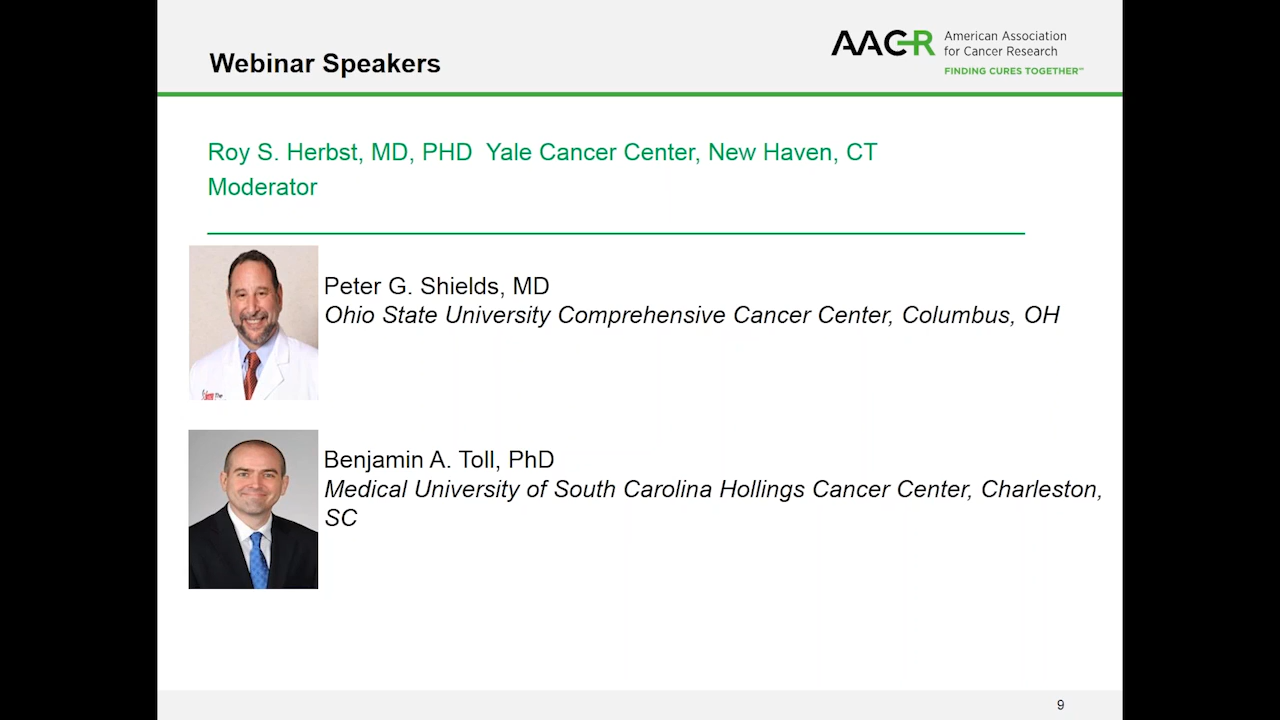 Webinar Speakers
AACR
American Association
for Cancer Research
FINDING CURES TOGETHER℠
Roy S. Herbst, MD, PHD  Yale Cancer Center, New Haven, CT
Moderator
Peter G. Shields, MD
Ohio State University Comprehensive Cancer Center, Columbus, OH
Benjamin A. Toll, PhD
Medical University of South Carolina Hollings Cancer Center, Charleston,
SC
9